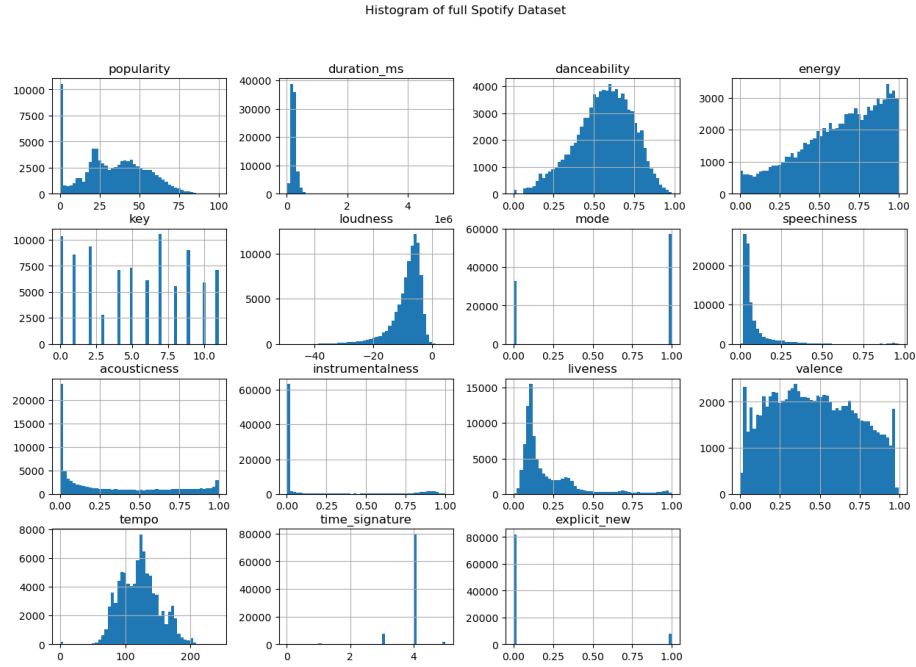 Histogram of full Spotify Dataset
popularity duration_ms danceability energy
10000 7500 5000 2500 0
0 25 50 75 100
40000 30000 20000 10000 0
0 2 4
1e6
4000 3000 2000 1000 0
0.00 0.25 0.50 0.75 1.00
3000 2000 1000 0
0.00 0.25 0.50 0.75 1.00
key loudness mode speechiness
10000 7500 5000 2500 0
0.0 2.5 5.0 7.5 10.0
10000 5000 0
−40 −20 0
60000 40000 20000 0
0.00 0.25 0.50 0.75 1.00
20000 10000 0
0.00 0.25 0.50 0.75 1.00
acousticness instrumentalness liveness valence
20000 15000 10000 5000 0
0.00 0.25 0.50 0.75 1.00
60000 40000 20000 0
0.00 0.25 0.50 0.75 1.00
15000 10000 5000 0
0.00 0.25 0.50 0.75 1.00
2000 1000 0
0.00 0.25 0.50 0.75 1.00
tempo time_signature explicit_new
8000 6000 4000 2000 0
0 100 200
80000 60000 40000 20000 0
0 2 4
80000 60000 40000 20000 0
0.00 0.25 0.50 0.75 1.00